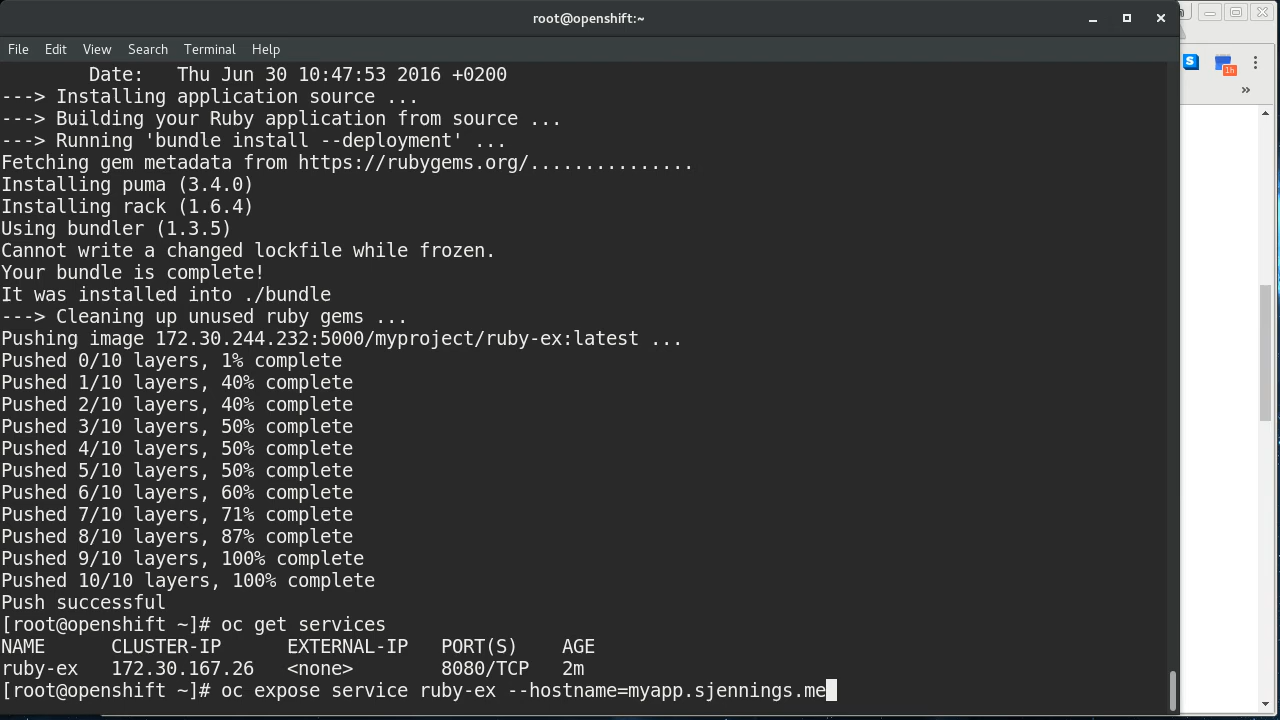 root@openshift:~
File Edit View Search Terminal Help
Date: Thu Jun 30 10:47:53 2016 +0200
---> Installing application source ...
---> Building your Ruby application from source ...
---> Running 'bundle install --deployment' ...
Fetching gem metadata from https://rubygems.org/...............
Installing puma (3.4.0)
Installing rack (1.6.4)
Using bundler (1.3.5)
Cannot write a changed lockfile while frozen.
Your bundle is complete!
It was installed into ./bundle
---> Cleaning up unused ruby gems ...
Pushing image 172.30.244.232:5000/myproject/ruby-ex:latest ...
Pushed 0/10 layers, 1% complete
Pushed 1/10 layers, 40% complete
Pushed 2/10 layers, 40% complete
Pushed 3/10 layers, 50% complete
Pushed 4/10 layers, 50% complete
Pushed 5/10 layers, 50% complete
Pushed 6/10 layers, 60% complete
Pushed 7/10 layers, 71% complete
Pushed 8/10 layers, 87% complete
Pushed 9/10 layers, 100% complete
Pushed 10/10 layers, 100% complete
Push successful
[root@openshift ~]# oc get services
NAME CLUSTER-IP EXTERNAL-IP PORT(S) AGE
ruby-ex 172.30.167.26 <none> 8080/TCP 2m
[root@openshift ~]# oc expose service ruby-ex --hostname=myapp.sjennings.me
S
1h
»